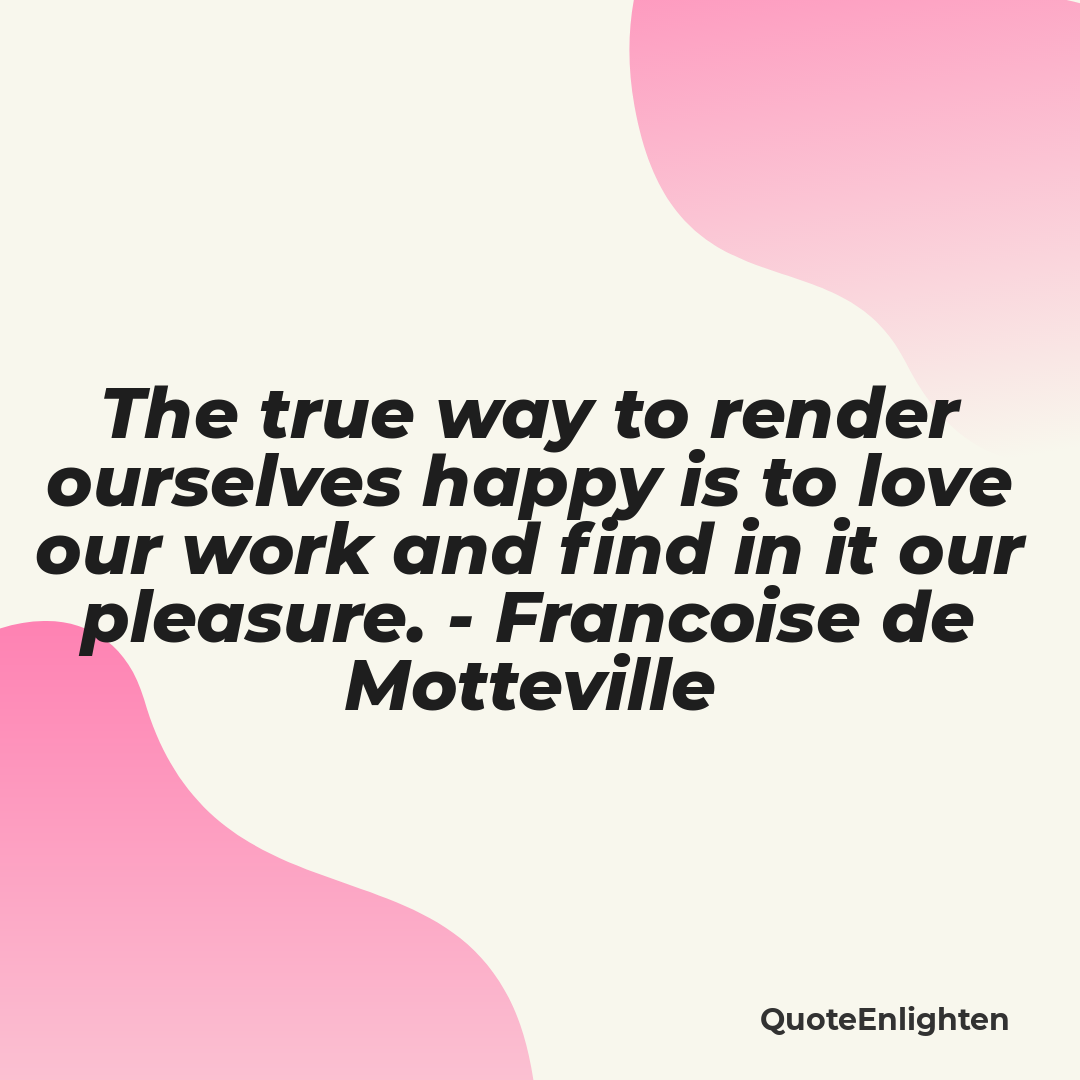 The true way to render
ourselves happy is to love
our work and find in it our
pleasure. - Francoise de
Motteville
QuoteEnlighten